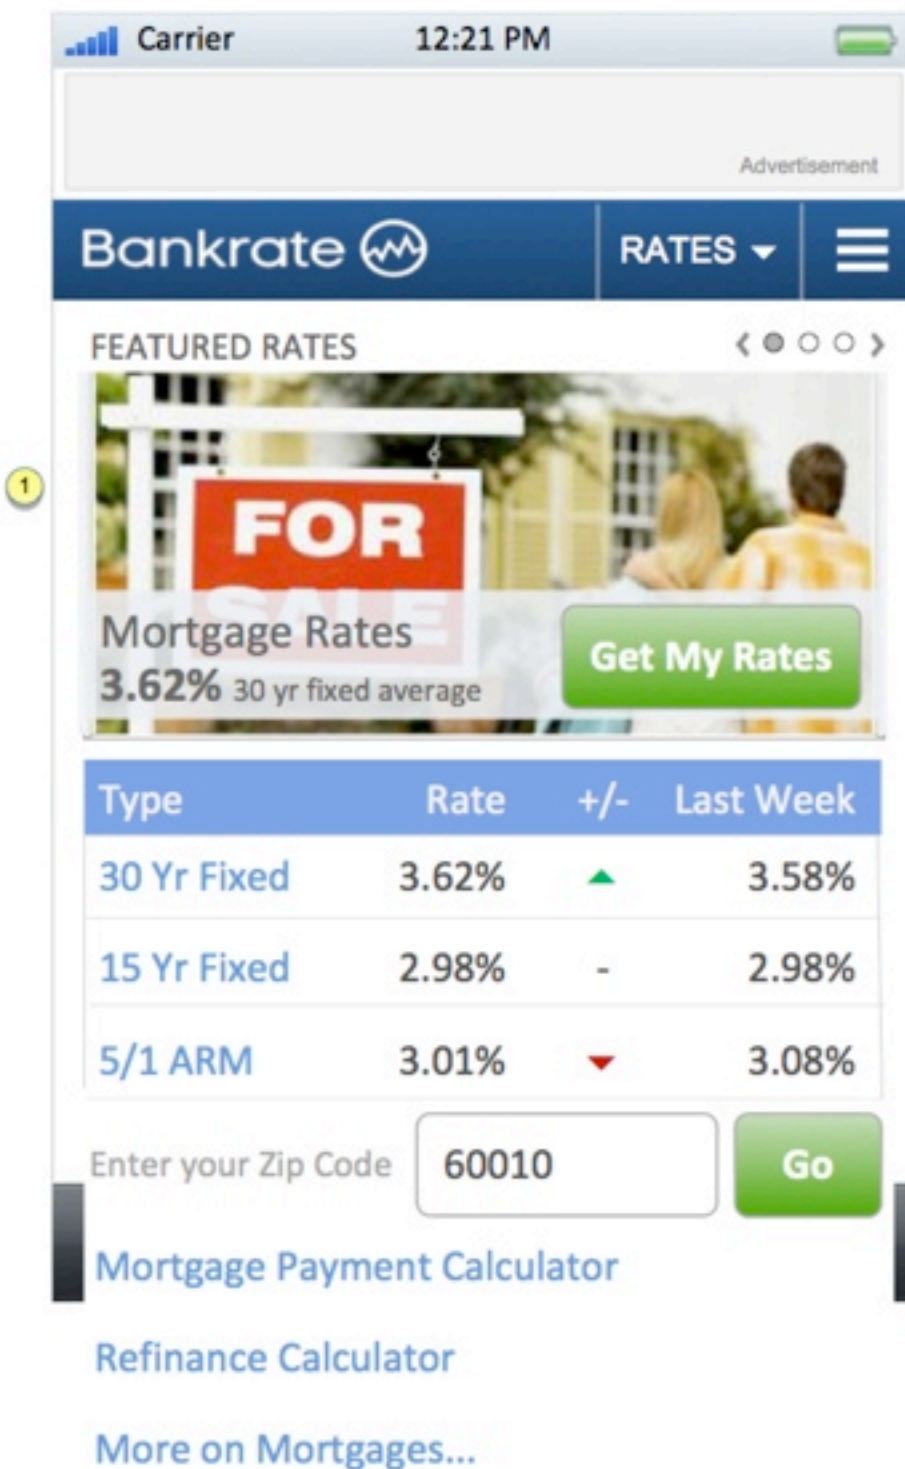 Carrier 12:21 PM
Advertisement
Bankrate RATES
FEATURED RATES
1
FOR
SALE
Mortgage Rates
3.62% 30 yr fixed average
Get My Rates
Type Rate +/- Last Week
30 Yr Fixed 3.62% 3.58%
15 Yr Fixed 2.98% - 2.98%
5/1 ARM 3.01% 3.08%
Enter your Zip Code 60010 Go
Mortgage Payment Calculator
Refinance Calculator
More on Mortgages...